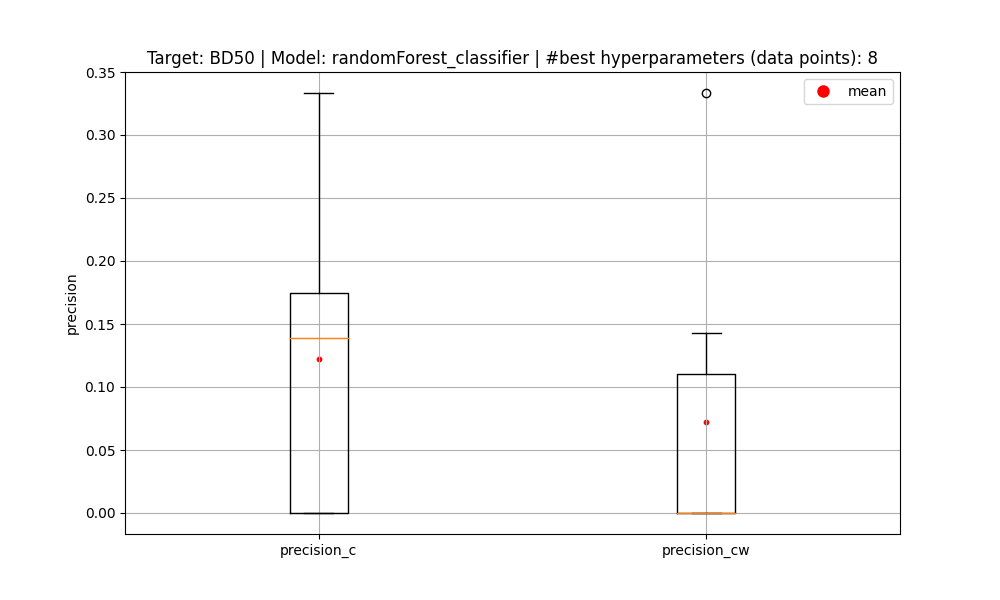 Target: BD50 | Model: randomForest_classifier | #best hyperparameters (data points): 8
mean
0.35
0.30
0.25
0.20
0.15
0.10
0.05
0.00
precision
precision_c
precision_cw